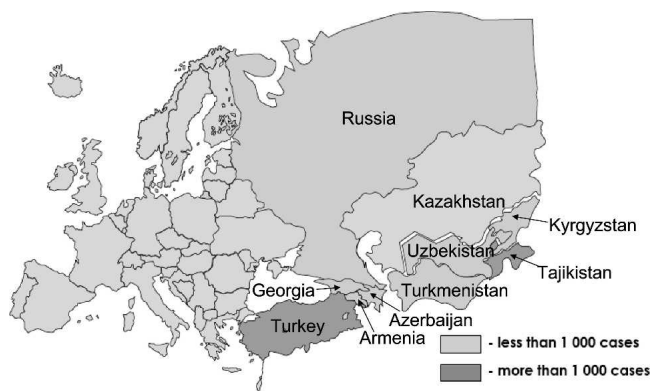 Russia
Kazakhstan
Kyrgyzstan
Uzbekistan
Tajikistan
Georgia
Turkmenistan
Azerbaijan
Turkey
Armenia
- less than 1 000 cases
- more than 1 000 cases